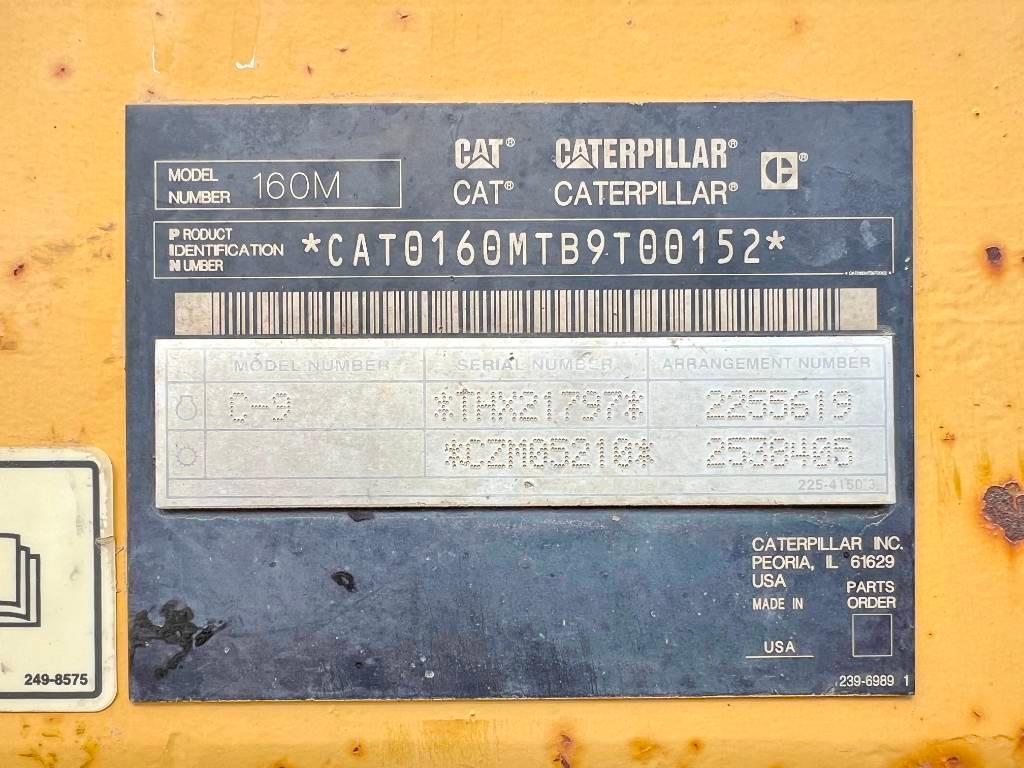 CAT® CATERPILLAR® ®
MODEL NUMBER 160M
CAT® CATERPILLAR®
PRODUCT IDENTIFICATION NUMBER *CAT0160MTB9T00152*
MODEL NUMBER SERIAL NUMBER ARRANGEMENT NUMBER
C-9 *THX21797* 2255619
*CZM05210* 2538405
225-4150 3
CATERPILLAR INC.
PEORIA, IL 61629
USA
MADE IN
USA
PARTS
ORDER
239-6989 1
249-8575